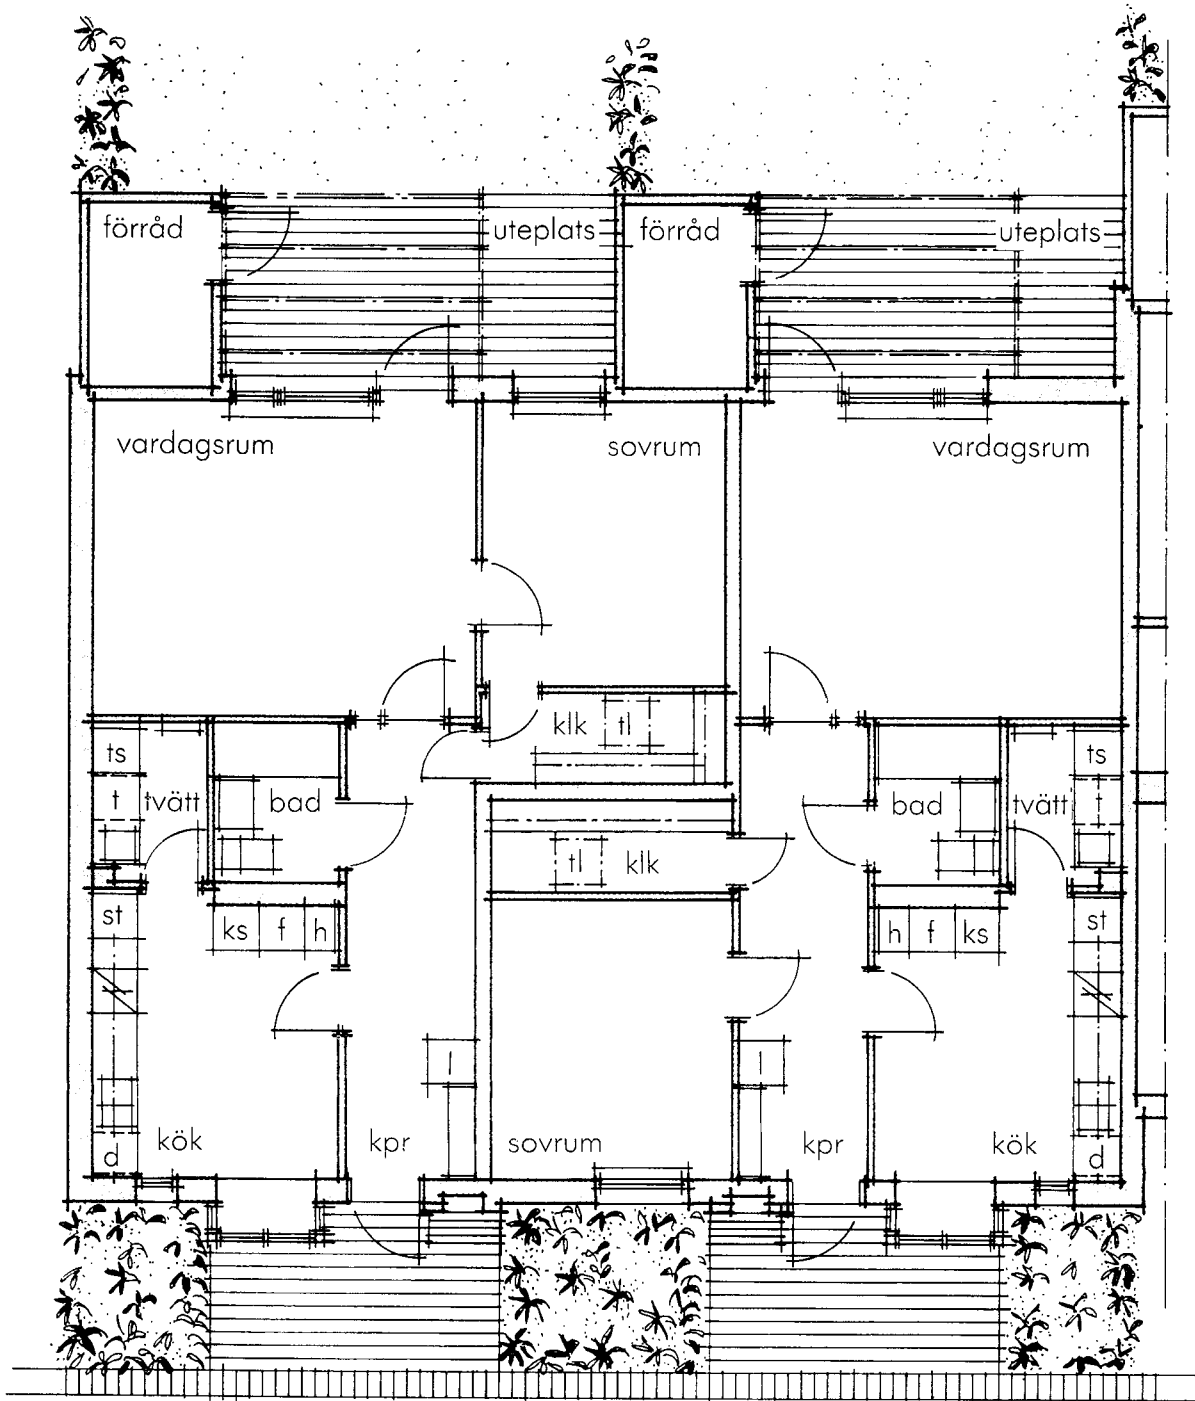 förråd
uteplats
förråd
uteplats
vardagsrum
sovrum
vardagsrum
klk
tl
ts
t
tvätt
bad
bad
tvätt
ts
t
tl
klk
st
ks
f
h
h
f
ks
st
l
l
kök
kpr
sovrum
kpr
kök
d
d